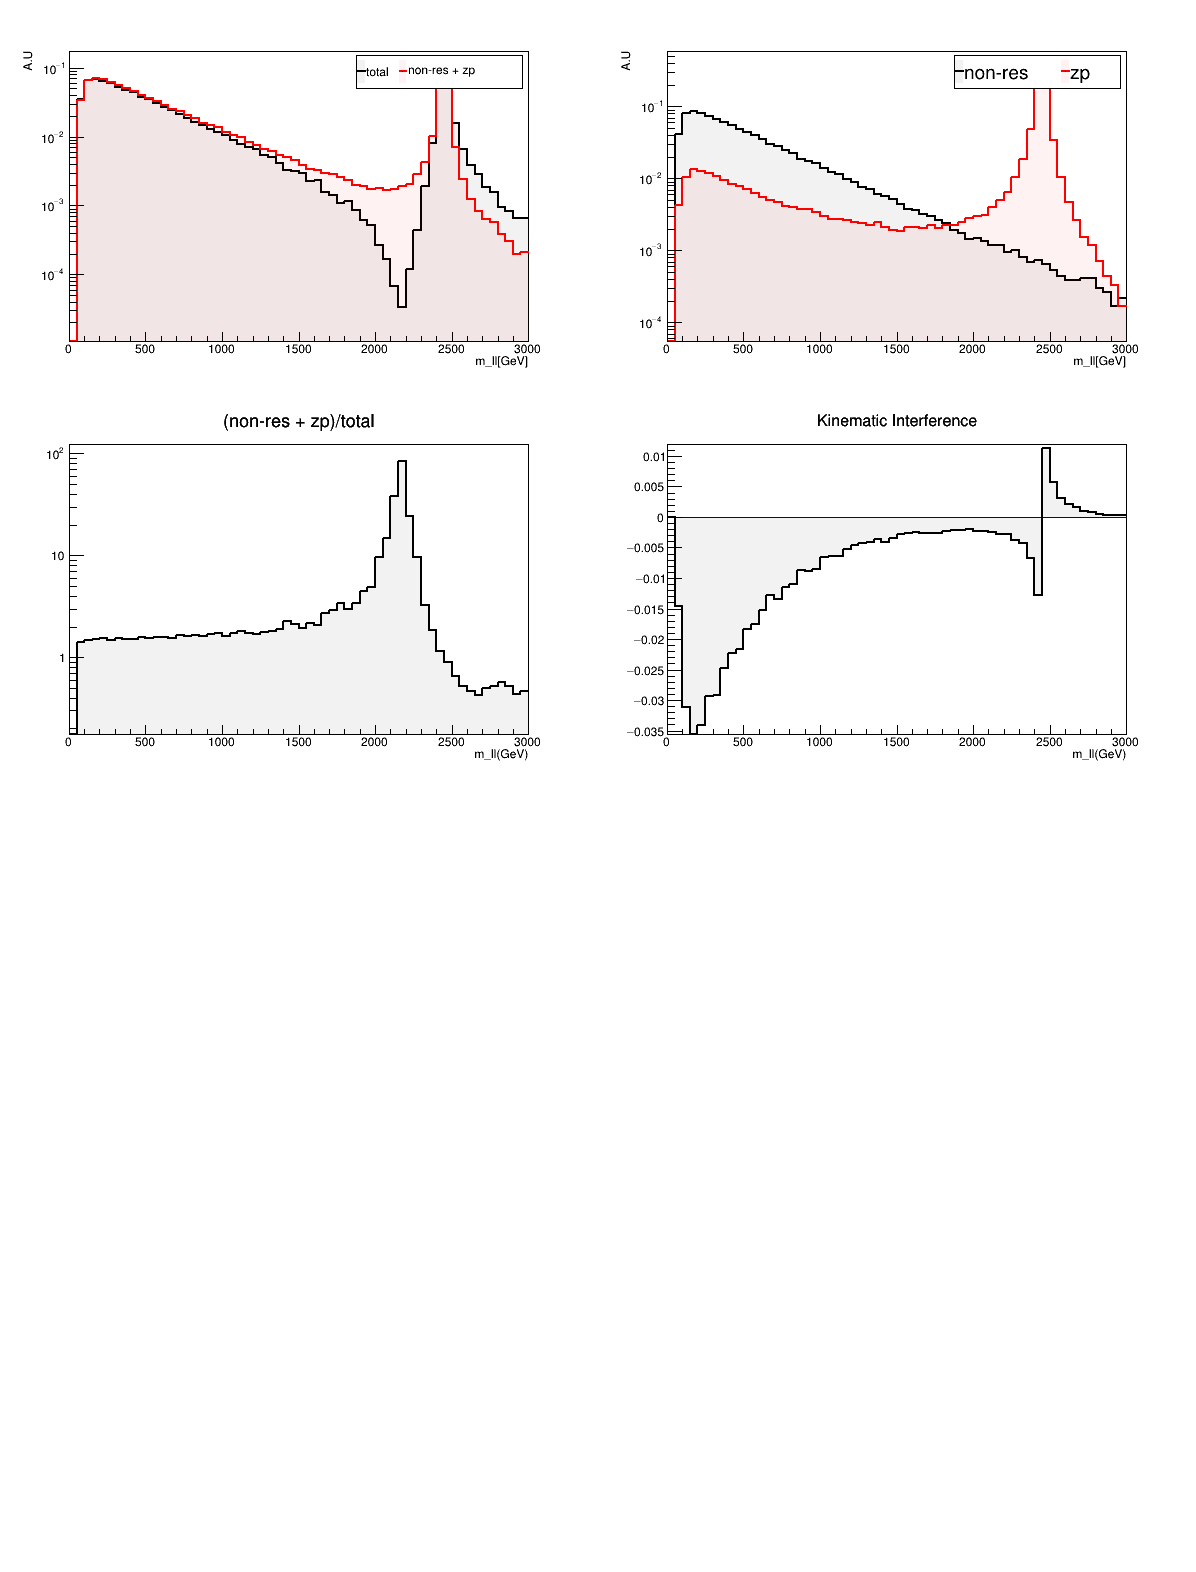 A.U
total non-res + zp
10⁻¹
10⁻²
10⁻³
10⁻⁴
0 500 1000 1500 2000 2500 3000
m_ll[GeV]
A.U
non-res zp
10⁻¹
10⁻²
10⁻³
10⁻⁴
0 500 1000 1500 2000 2500 3000
m_ll[GeV]
(non-res + zp)/total
10²
10
1
0 500 1000 1500 2000 2500 3000
m_ll(GeV)
Kinematic Interference
0.01
0.005
0
−0.005
−0.01
−0.015
−0.02
−0.025
−0.03
−0.035
0 500 1000 1500 2000 2500 3000
m_ll(GeV)